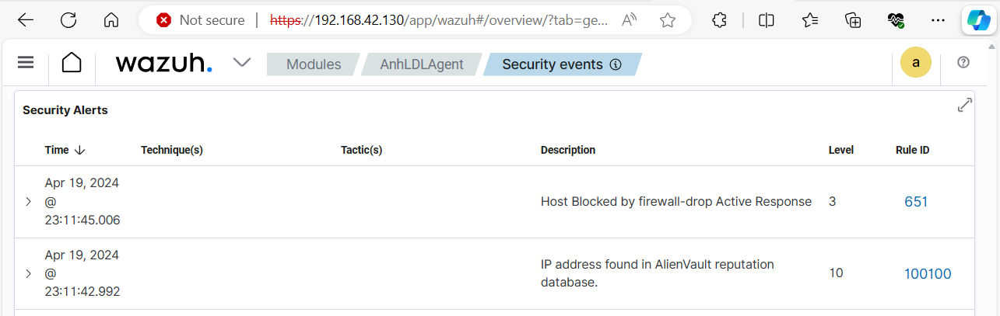 Not secure | https://192.168.42.130/app/wazuh#/overview/?tab=ge...
wazuh. Modules AnhLDLAgent Security events a
Security Alerts
Time Technique(s) Tactic(s) Description Level Rule ID
Apr 19, 2024
@
23:11:45.006
Host Blocked by firewall-drop Active Response 3 651
Apr 19, 2024
@
23:11:42.992
IP address found in AlienVault reputation
database.
10 100100